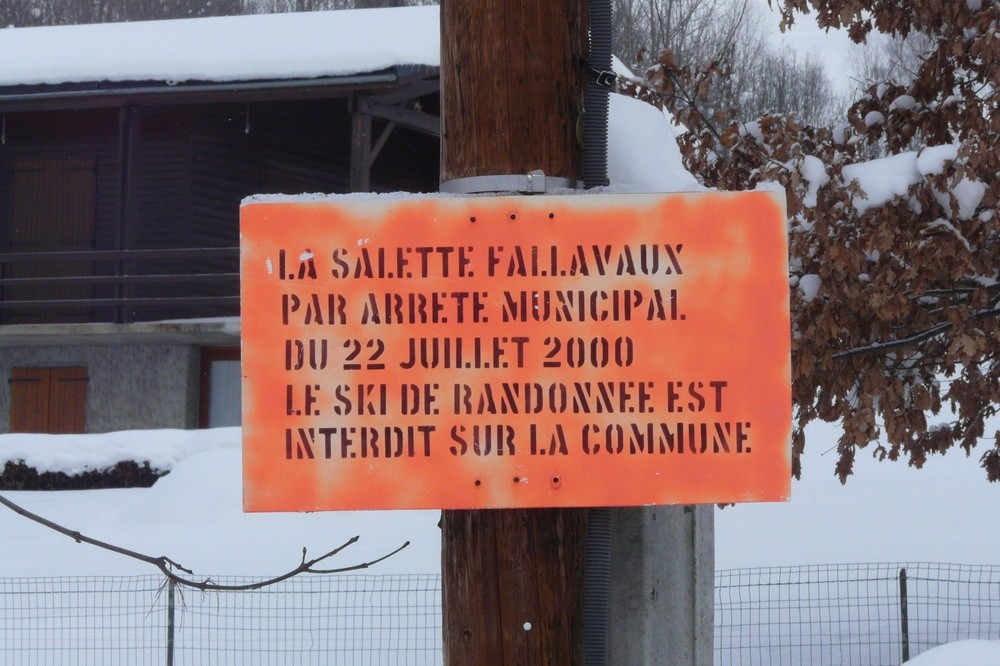 LA SALETTE FALLAVAUX
PAR ARRETE MUNICIPAL
DU 22 JUILLET 2000
LE SKI DE RANDONNEE EST
INTERDIT SUR LA COMMUNE